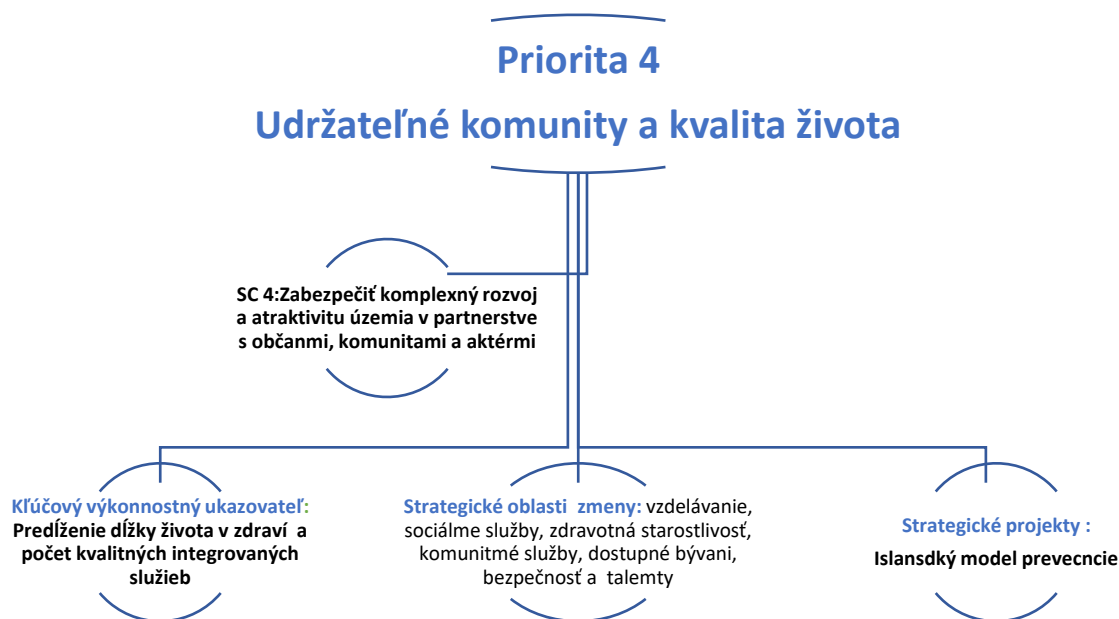 Priorita 4
Udržateľné komunity a kvalita života
SC 4:Zabezpečiť komplexný rozvoj
a atraktivitu územia v partnerstve
s občanmi, komunitami a aktérmi
Kľúčový výkonnostný ukazovateľ:
Predĺženie dĺžky života v zdraví a
počet kvalitných integrovaných
služieb
Strategické oblasti zmeny: vzdelávanie,
sociálme služby, zdravotná starostlivosť,
komunitmé služby, dostupné bývani,
bezpečnosť a talemty
Strategické projekty :
Islansdký model prevecncie